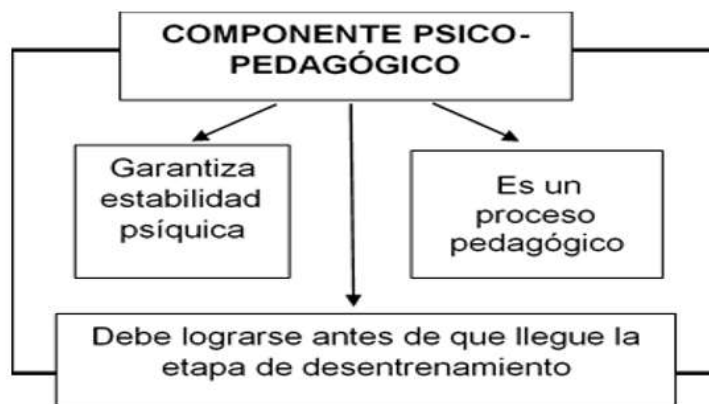 COMPONENTE PSICO-
PEDAGÓGICO
Garantiza
estabilidad
psíquica
Es un
proceso
pedagógico
Debe lograrse antes de que llegue la
etapa de desentrenamiento